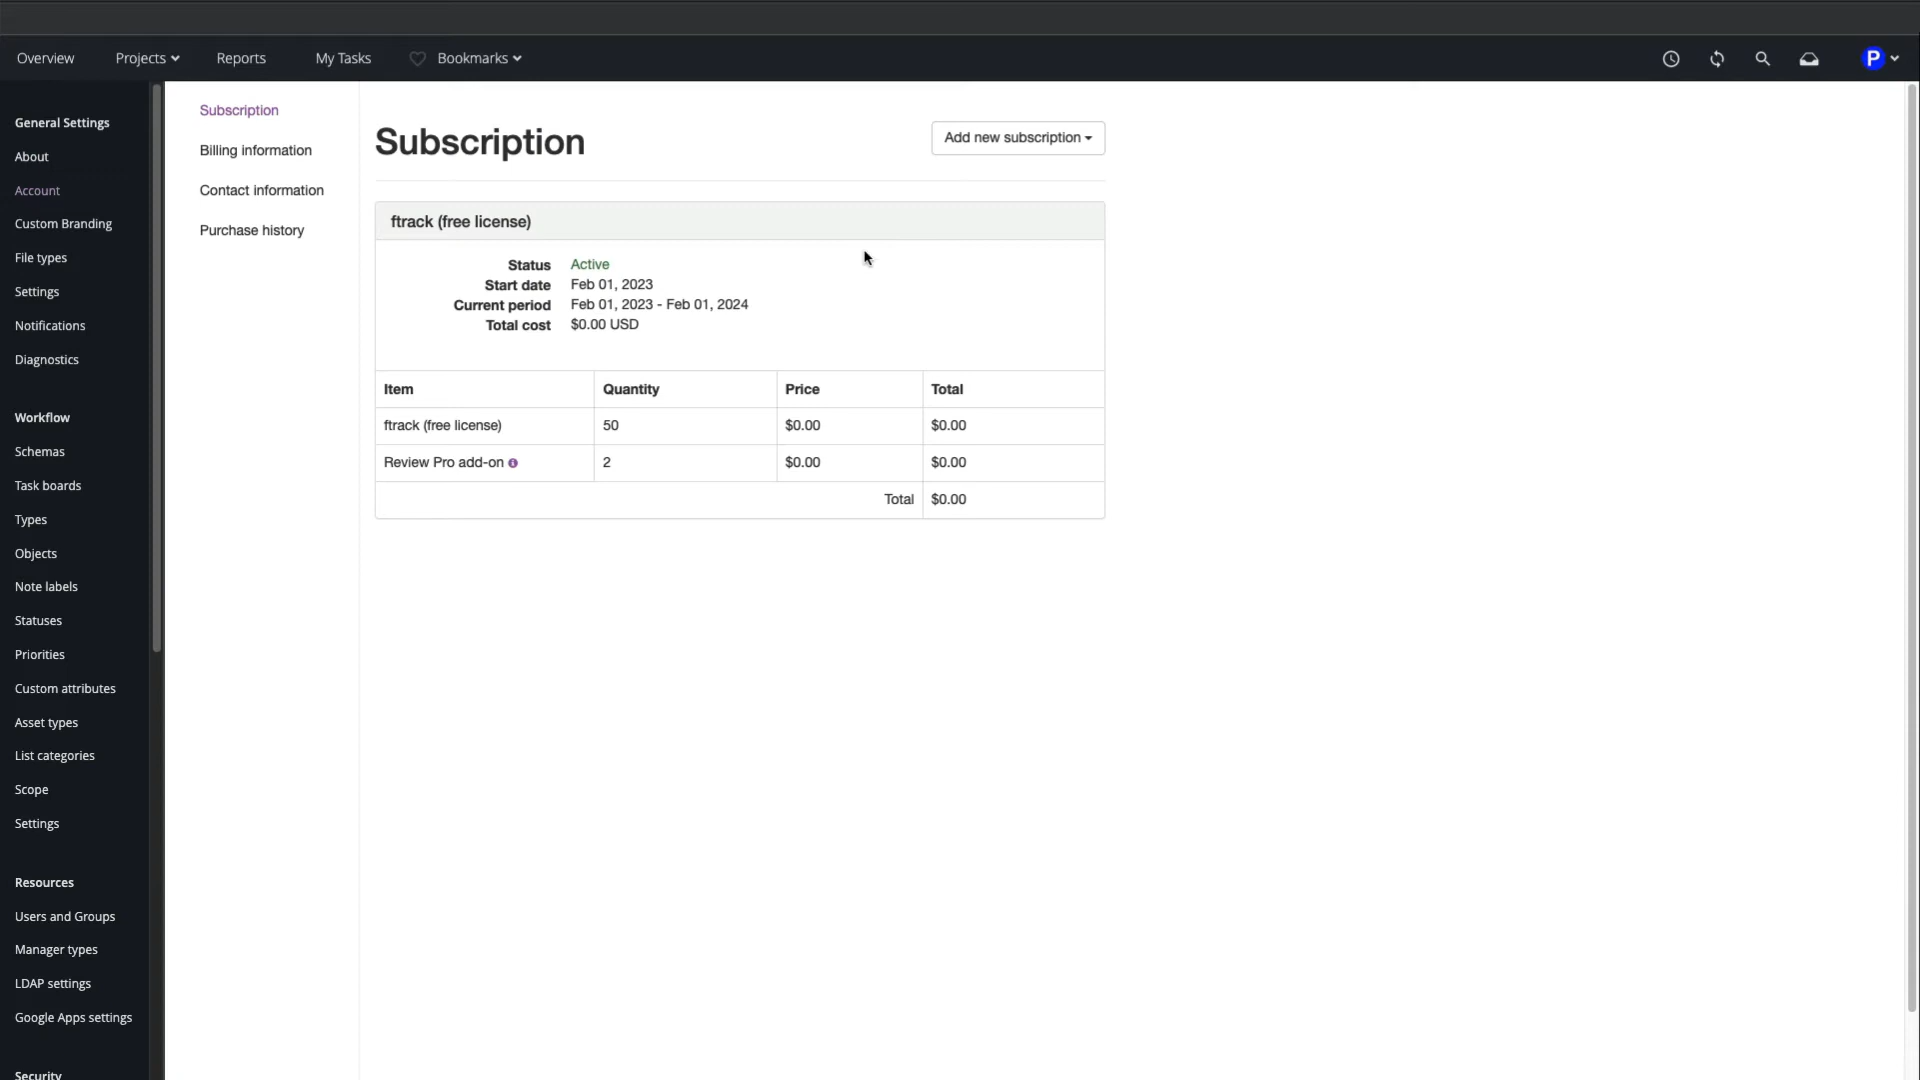 Overview Projects Reports My Tasks Bookmarks P
General Settings
About
Account
Custom Branding
File types
Settings
Notifications
Diagnostics
Workflow
Schemas
Task boards
Types
Objects
Note labels
Statuses
Priorities
Custom attributes
Asset types
List categories
Scope
Settings
Resources
Users and Groups
Manager types
LDAP settings
Google Apps settings
Security
Subscription
Billing information
Contact information
Purchase history
Subscription
Add new subscription
ftrack (free license)
Status Active
Start date Feb 01, 2023
Current period Feb 01, 2023 - Feb 01, 2024
Total cost $0.00 USD
Item Quantity Price Total
ftrack (free license) 50 $0.00 $0.00
Review Pro add-on 2 $0.00 $0.00
Total $0.00